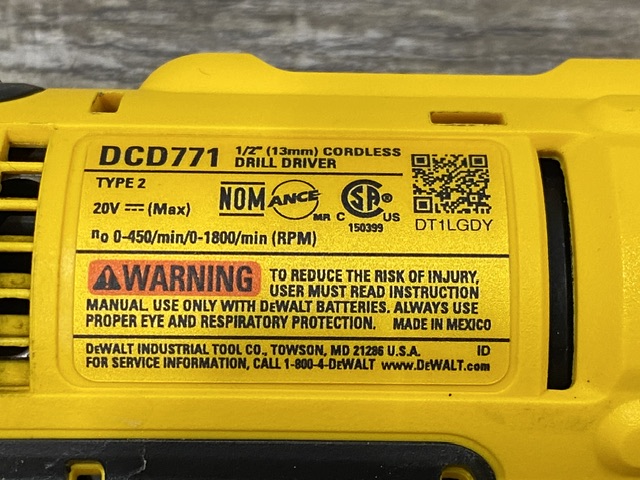 DCD771 1/2" (13mm) CORDLESS
DRILL DRIVER
TYPE 2
20V ⎓ (Max)
NOM ANCE MR C SA ® C US
150399
DT1LGDY
no 0-450/min/0-1800/min (RPM)
WARNING TO REDUCE THE RISK OF INJURY,
USER MUST READ INSTRUCTION
MANUAL. USE ONLY WITH DEWALT BATTERIES. ALWAYS USE
PROPER EYE AND RESPIRATORY PROTECTION. MADE IN MEXICO
DEWALT INDUSTRIAL TOOL CO., TOWSON, MD 21286 U.S.A. ID
FOR SERVICE INFORMATION, CALL 1-800-4-DEWALT www.DEWALT.com